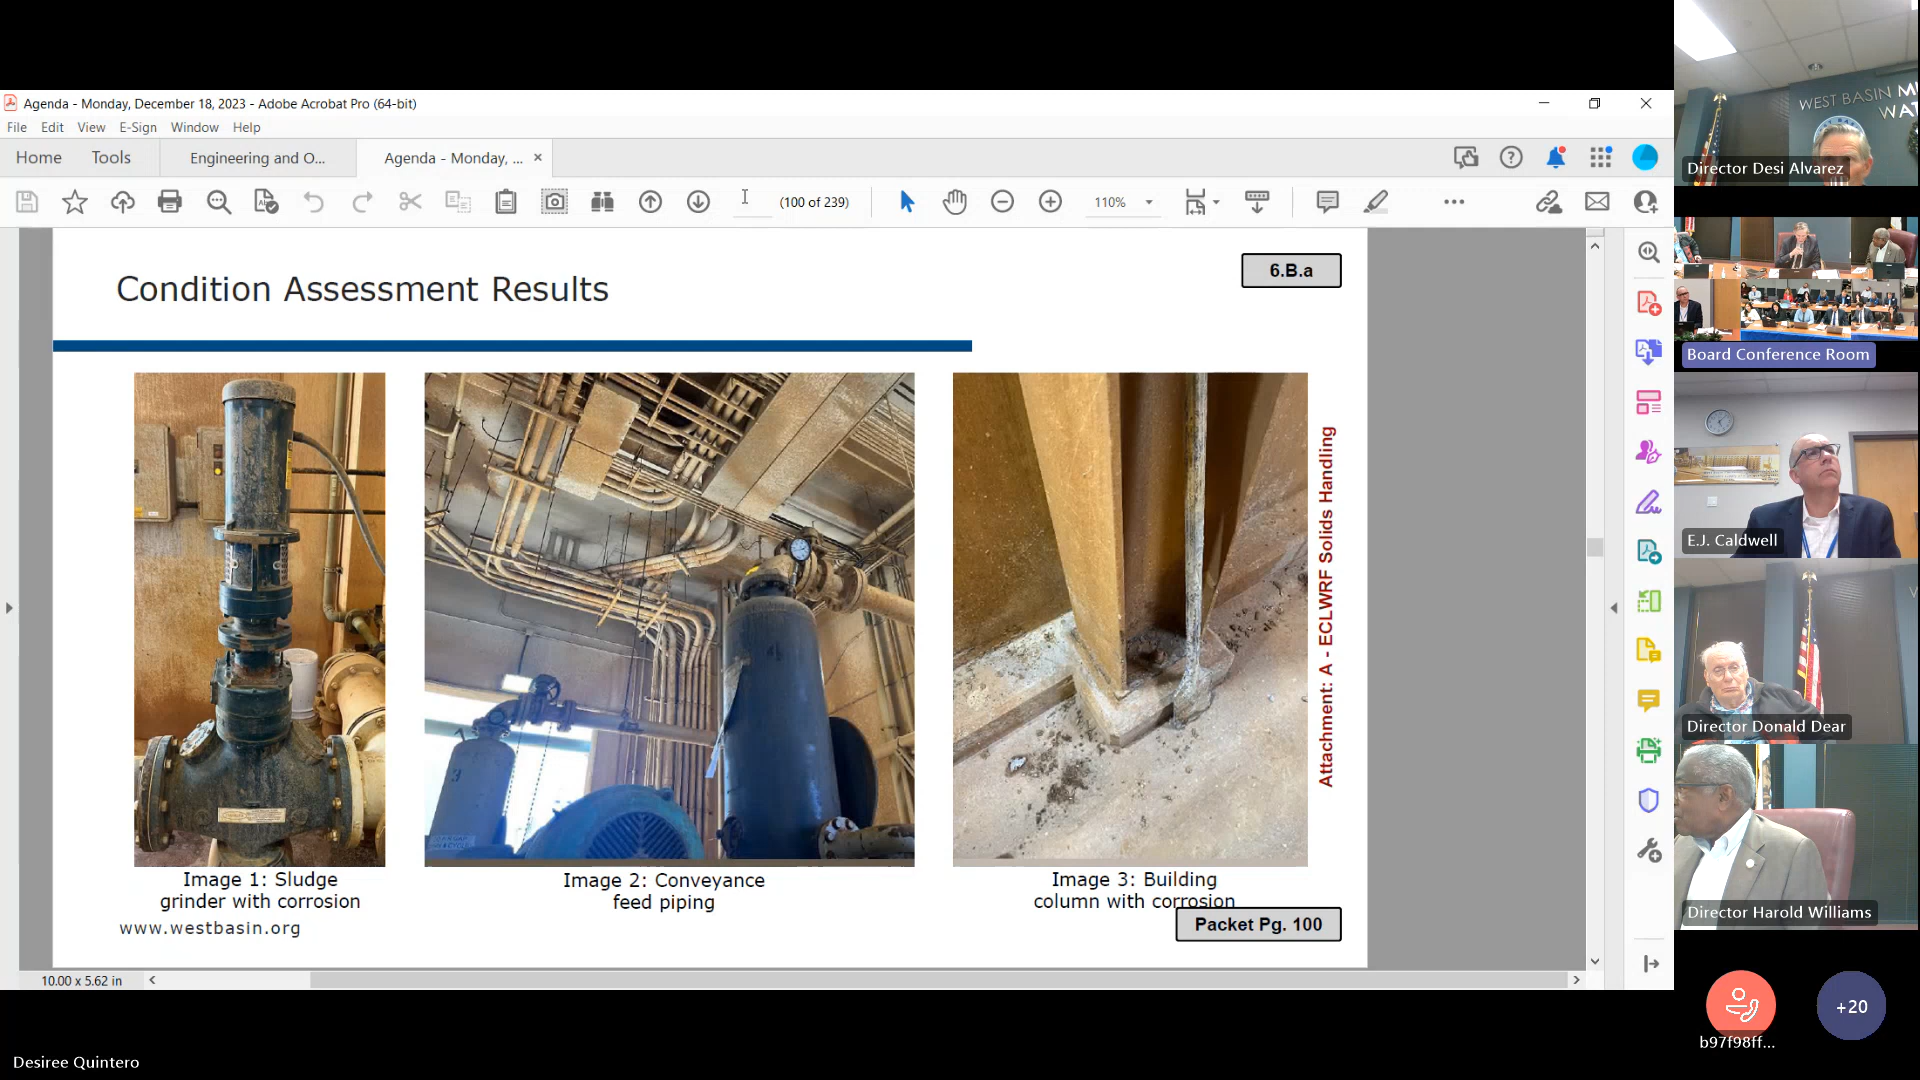 Agenda - Monday, December 18, 2023 - Adobe Acrobat Pro (64-bit)
File Edit View E-Sign Window Help
Home Tools Engineering and O... Agenda - Monday, ...
(100 of 239) 110%
6.B.a
Condition Assessment Results
Attachment: A - ECLWRF Solids Handling
Image 1: Sludge
grinder with corrosion
Image 2: Conveyance
feed piping
Image 3: Building
column with corrosion
www.westbasin.org
Packet Pg. 100
10.00 x 5.62 in
WEST BASIN MU
WAT
Director Desi Alvarez
Board Conference Room
E.J. Caldwell
Director Donald Dear
Director Harold Williams
b97f98ff...
+20
Desiree Quintero